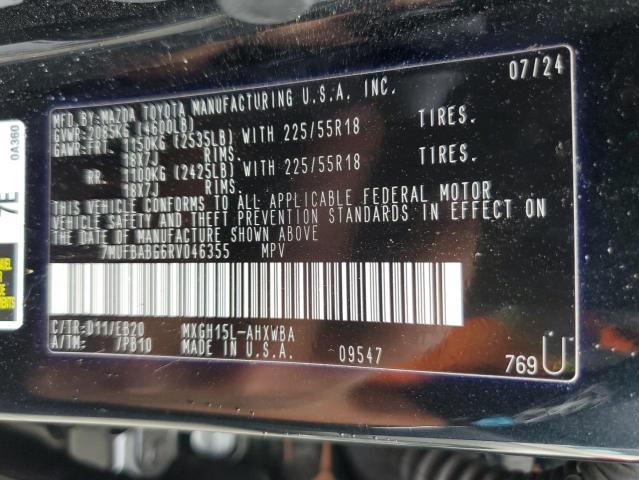 MFD.BY:MAZDA TOYOTA MANUFACTURING U.S.A. INC. 07/24
GVWR:2085KG (4600LB)
GAWR:FRT. 1150KG (2535LB) WITH 225/55R18 TIRES.
18X7J RIMS.
RR. 1100KG (2425LB) WITH 225/55R18 TIRES.
18X7J RIMS.
THIS VEHICLE CONFORMS TO ALL APPLICABLE FEDERAL MOTOR
VEHICLE SAFETY AND THEFT PREVENTION STANDARDS IN EFFECT ON
THE DATE OF MANUFACTURE SHOWN ABOVE.
7MUFBABG6RV046355 MPV
C/TR-D11/EB20 MXGH15L-AHXWBA
A/TM- /PB10 09547
769U
0A360
7E